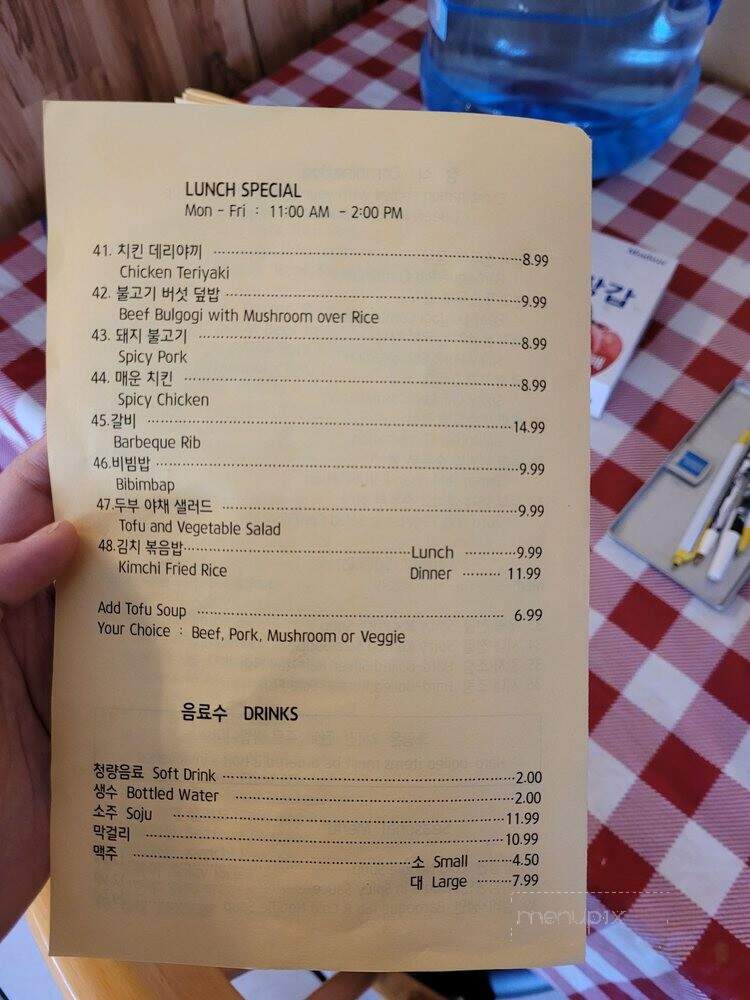 LUNCH SPECIAL
Mon - Fri : 11:00 AM - 2:00 PM
41. 치킨 데리야끼 ........ 8.99
Chicken Teriyaki
42. 불고기 버섯 덮밥 ........ 9.99
Beef Bulgogi with Mushroom over Rice
43. 돼지 불고기 ........ 8.99
Spicy Pork
44. 매운 치킨 ........ 8.99
Spicy Chicken
45.갈비 ........ 14.99
Barbeque Rib
46.비빔밥 ........ 9.99
Bibimbap
47.두부 야채 샐러드 ........ 9.99
Tofu and Vegetable Salad
48.김치 볶음밥 ........ Lunch ........ 9.99
Kimchi Fried Rice Dinner ........ 11.99
Add Tofu Soup ........ 6.99
Your Choice : Beef, Pork, Mushroom or Veggie
음료수 DRINKS
청량음료 Soft Drink ........ 2.00
생수 Bottled Water ........ 2.00
소주 Soju ........ 11.99
막걸리 ........ 10.99
맥주 ........ 소 Small ........ 4.50
대 Large ........ 7.99
menupix